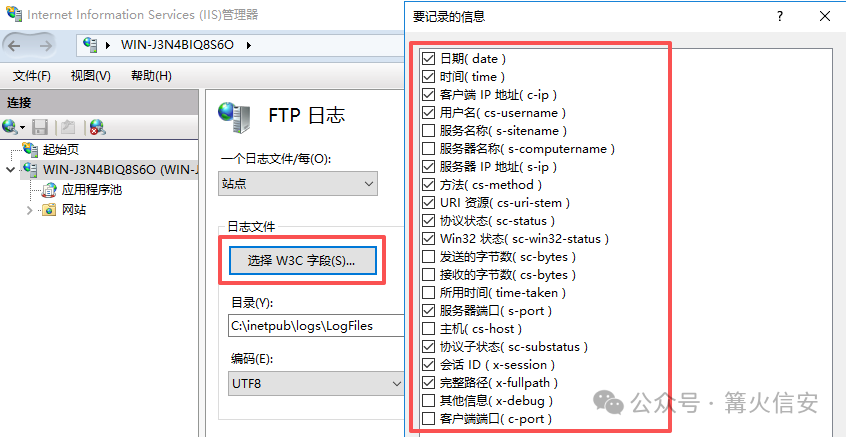 Internet Information Services (IIS)管理器
WIN-J3N4BIQ8S6O
文件(F) 视图(V) 帮助(H)
连接
起始页
WIN-J3N4BIQ8S6O (WIN-J
应用程序池
网站
FTP 日志
一个日志文件/每(O):
站点
日志文件
选择 W3C 字段(S)...
目录(Y):
C:\inetpub\logs\LogFiles
编码(E):
UTF8
要记录的信息
日期( date )
时间( time )
客户端 IP 地址( c-ip )
用户名( cs-username )
服务名称( s-sitename )
服务器名称( s-computername )
服务器 IP 地址( s-ip )
方法( cs-method )
URI 资源( cs-uri-stem )
协议状态( sc-status )
Win32 状态( sc-win32-status )
发送的字节数( sc-bytes )
接收的字节数( cs-bytes )
所用时间( time-taken )
服务器端口( s-port )
主机( cs-host )
协议子状态( sc-substatus )
会话 ID ( x-session )
完整路径( x-fullpath )
其他信息( x-debug )
客户端端口( c-port )
公众号 · 篝火信安